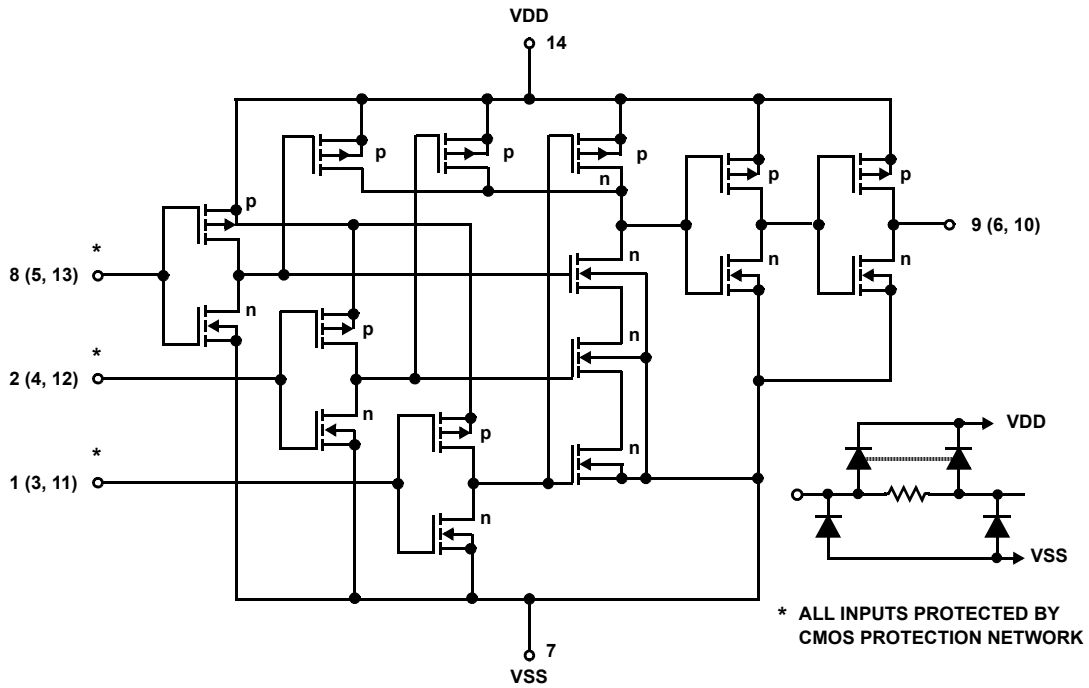 VDD
14
p
p
p
n
p
p
p
*
8 (5, 13)
9 (6, 10)
n
n
n
n
*
2 (4, 12)
p
n
n
*
1 (3, 11)
p
n
n
VDD
VSS
7
VSS
* ALL INPUTS PROTECTED BY
CMOS PROTECTION NETWORK